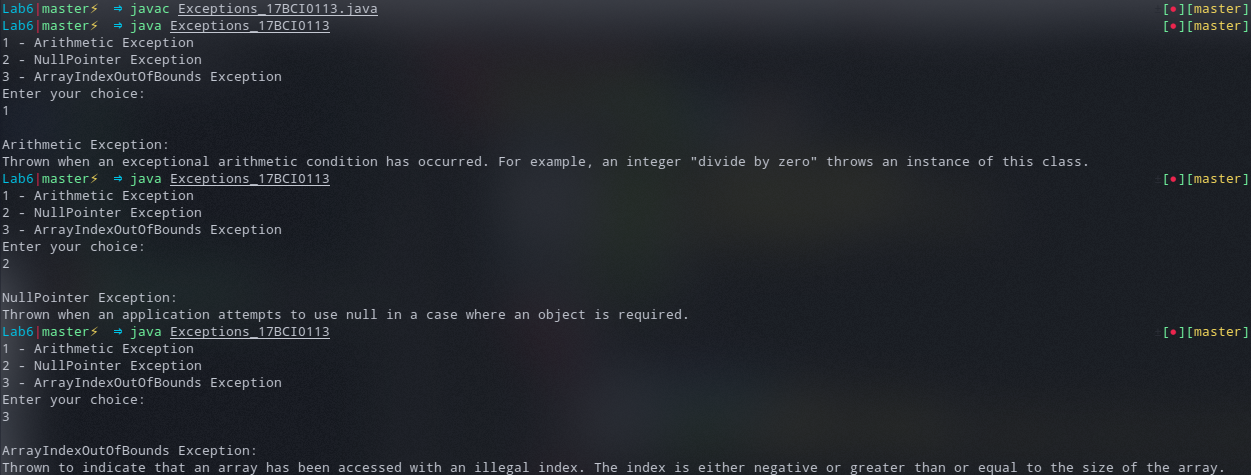 Lab6|master⚡ ⇒ javac Exceptions_17BCI0113.java [●][master]
Lab6|master⚡ ⇒ java Exceptions_17BCI0113 [●][master]
1 - Arithmetic Exception
2 - NullPointer Exception
3 - ArrayIndexOutOfBounds Exception
Enter your choice:
1
Arithmetic Exception:
Thrown when an exceptional arithmetic condition has occurred. For example, an integer "divide by zero" throws an instance of this class.
Lab6|master⚡ ⇒ java Exceptions_17BCI0113 [●][master]
1 - Arithmetic Exception
2 - NullPointer Exception
3 - ArrayIndexOutOfBounds Exception
Enter your choice:
2
NullPointer Exception:
Thrown when an application attempts to use null in a case where an object is required.
Lab6|master⚡ ⇒ java Exceptions_17BCI0113 [●][master]
1 - Arithmetic Exception
2 - NullPointer Exception
3 - ArrayIndexOutOfBounds Exception
Enter your choice:
3
ArrayIndexOutOfBounds Exception:
Thrown to indicate that an array has been accessed with an illegal index. The index is either negative or greater than or equal to the size of the array.